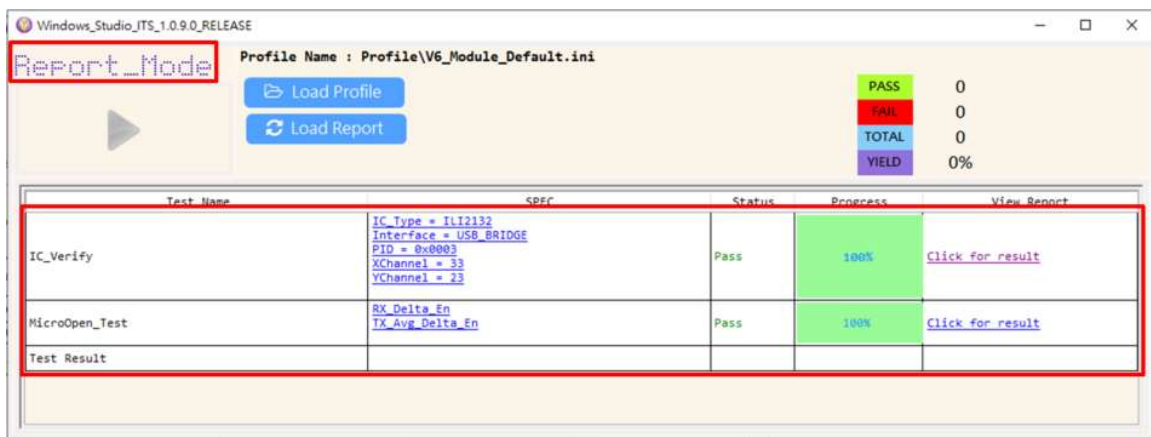 Windows_Studio_ITS_1.0.9.0_RELEASE
Report_Mode
Profile Name : Profile\V6_Module_Default.ini
Load Profile
Load Report
PASS 0
FAIL 0
TOTAL 0
YIELD 0%
Test Name SPEC Status Progress View Report
IC_Type = ILI2132
Interface = USB_BRIDGE
IC_Verify PID = 0x0003 Pass 100% Click for result
XChannel = 33
YChannel = 23
RX_Delta_En
MicroOpen_Test TX_Avg_Delta_En Pass 100% Click for result
Test Result